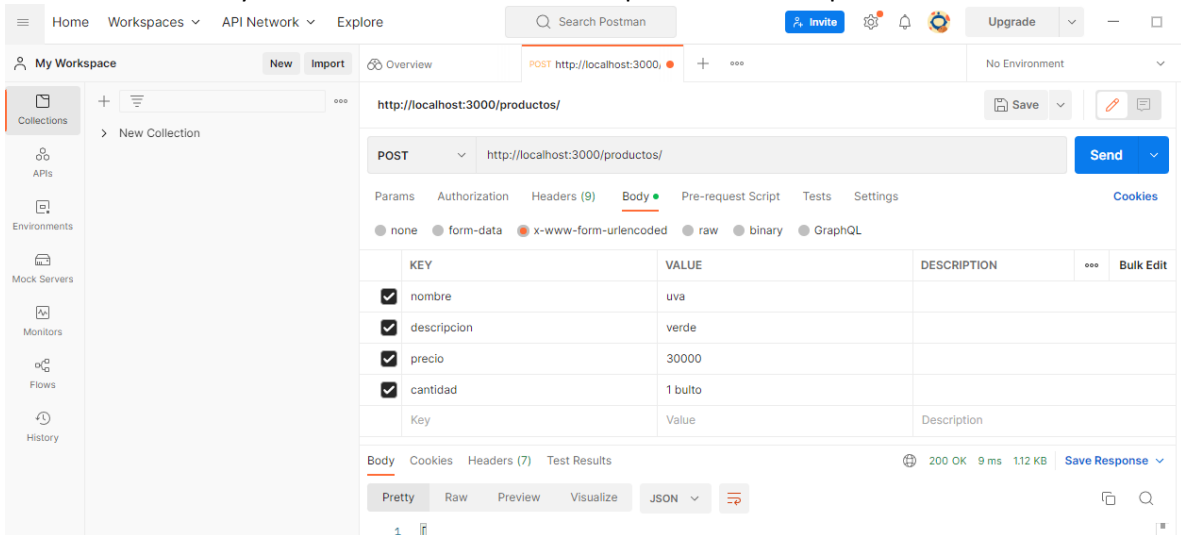 Home Workspaces API Network Explore Search Postman Invite Upgrade
My Workspace New Import Overview POST http://localhost:3000/ No Environment
Collections
New Collection
APIs
Environments
Mock Servers
Monitors
Flows
History
http://localhost:3000/productos/ Save
POST http://localhost:3000/productos/ Send
Params Authorization Headers (9) Body Pre-request Script Tests Settings Cookies
none form-data x-www-form-urlencoded raw binary GraphQL
KEY VALUE DESCRIPTION Bulk Edit
nombre uva
descripcion verde
precio 30000
cantidad 1 bulto
Key Value Description
Body Cookies Headers (7) Test Results 200 OK 9 ms 1.12 KB Save Response
Pretty Raw Preview Visualize JSON
1 [